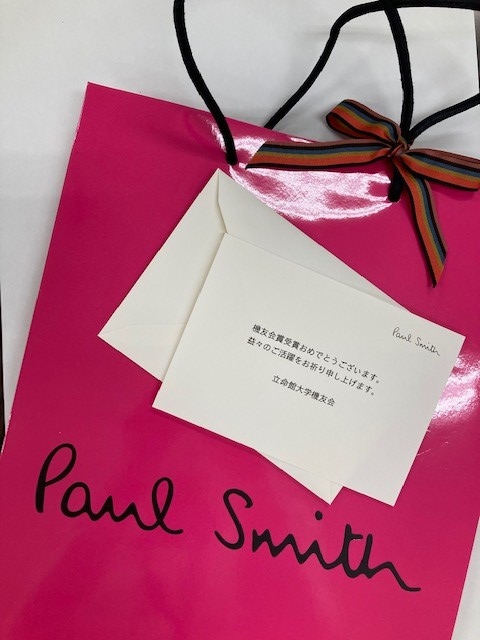 Paul Smith
機友会賞受賞おめでとうございます。
益々のご活躍をお祈り申し上げます。
立命館大学機友会
Paul Smith